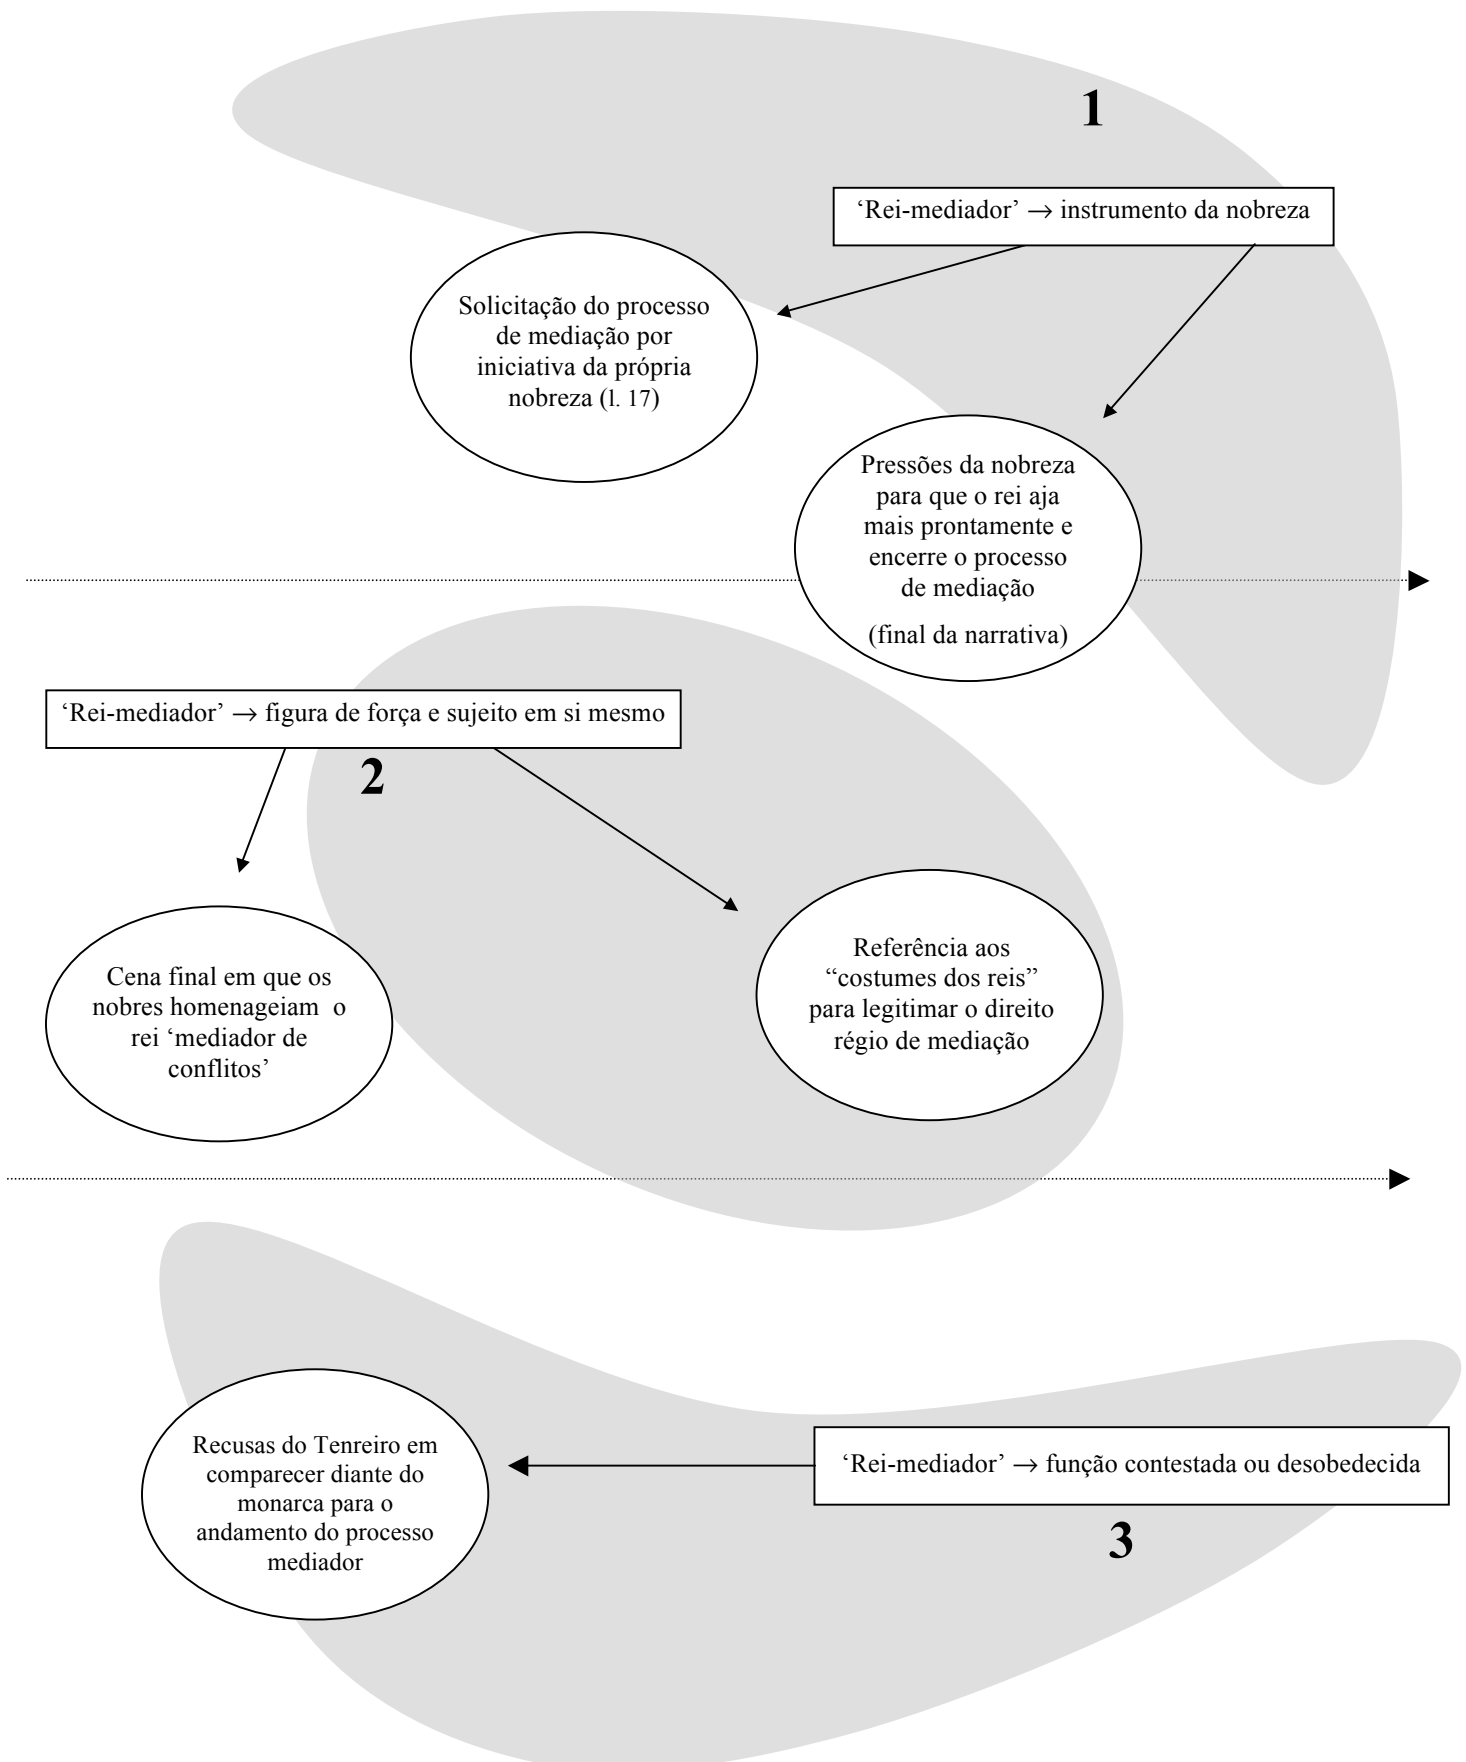 1
‘Rei-mediador’ → instrumento da nobreza
Solicitação do processo
de mediação por
iniciativa da própria
nobreza (l. 17)
Pressões da nobreza
para que o rei aja
mais prontamente e
encerre o processo
de mediação
(final da narrativa)
‘Rei-mediador’ → figura de força e sujeito em si mesmo
2
Cena final em que os
nobres homenageiam o
rei ‘mediador de
conflitos’
Referência aos
“costumes dos reis”
para legitimar o direito
régio de mediação
Recusas do Tenreiro em
comparecer diante do
monarca para o
andamento do processo
mediador
‘Rei-mediador’ → função contestada ou desobedecida
3